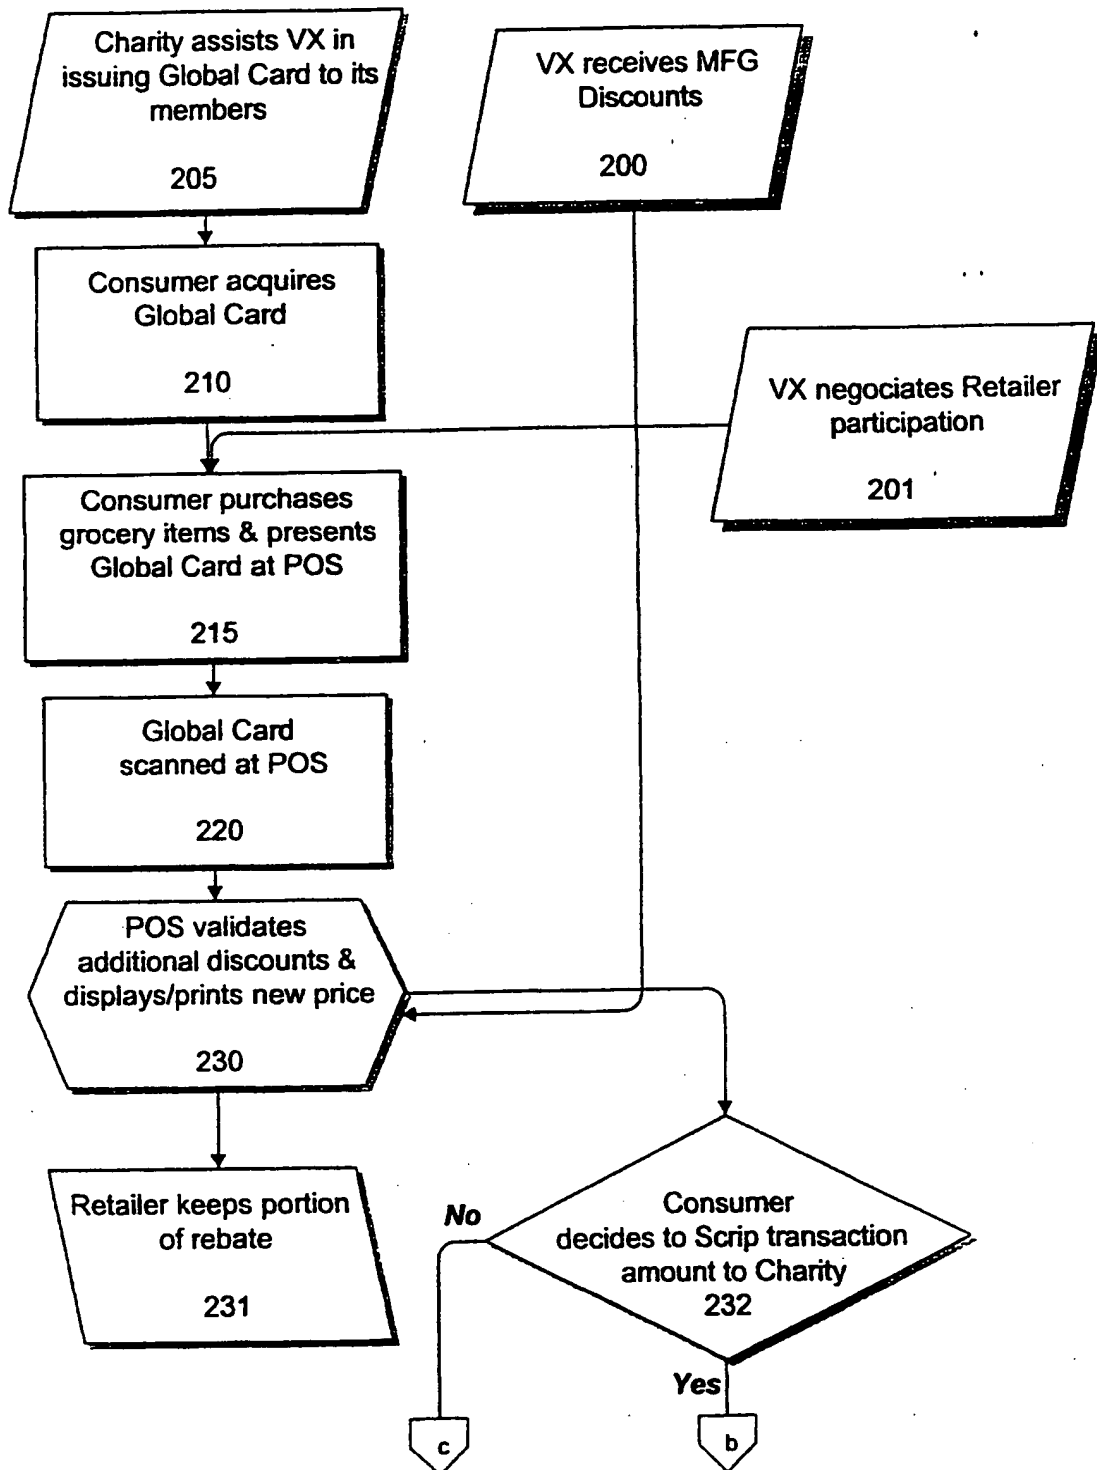 Charity assists VX in
issuing Global Card to its
members
205
VX receives MFG
Discounts
200
Consumer acquires
Global Card
210
VX negociates Retailer
participation
201
Consumer purchases
grocery items & presents
Global Card at POS
215
Global Card
scanned at POS
220
POS validates
additional discounts &
displays/prints new price
230
Retailer keeps portion
of rebate
231
No
Consumer
decides to Scrip transaction
amount to Charity
232
Yes
c
b